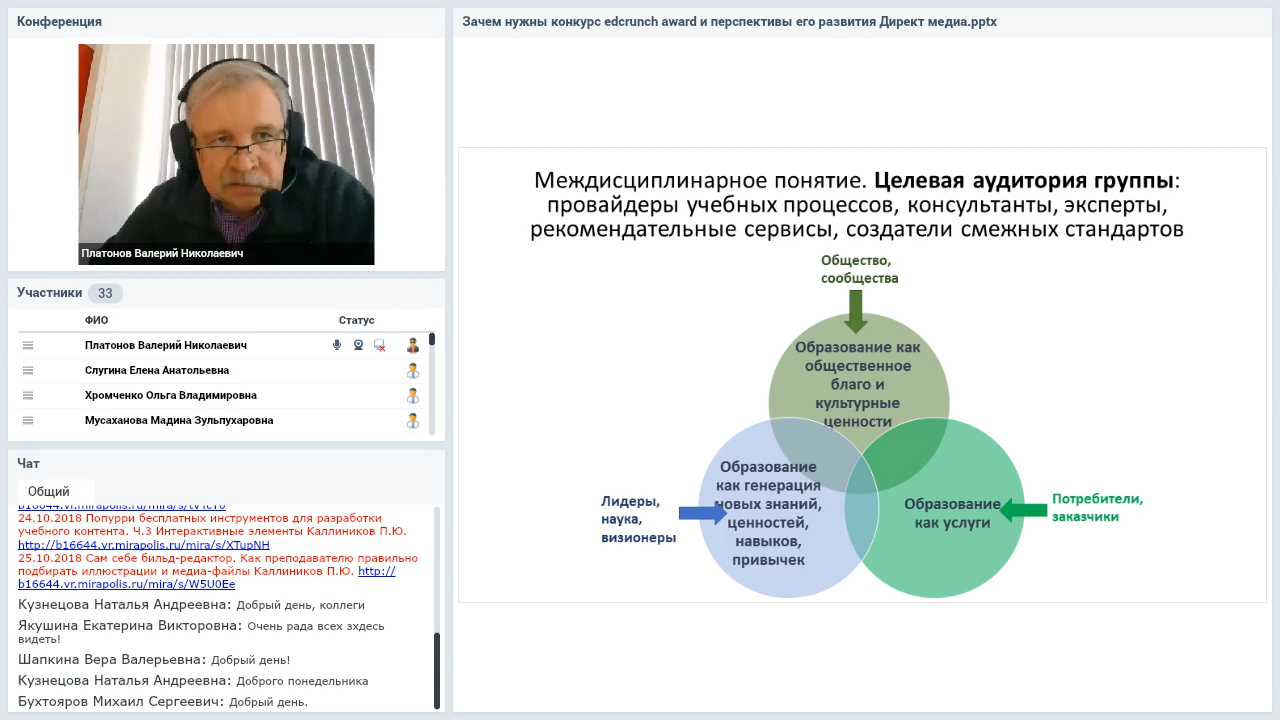 Конференция
Платонов Валерий Николаевич
Участники 33
ФИО Статус
Платонов Валерий Николаевич
Слугина Елена Анатольевна
Хромченко Ольга Владимировна
Мусаханова Мадина Зульпухаровна
Чат
Общий
24.10.2018 Попурри бесплатных инструментов для разработки
учебного контента. Ч.3 Интерактивные элементы Каллиников П.Ю.
http://b16644.vr.mirapolis.ru/mira/s/XTupNH
25.10.2018 Сам себе бильд-редактор. Как преподавателю правильно
подбирать иллюстрации и медиа-файлы Каллиников П.Ю. http://
b16644.vr.mirapolis.ru/mira/s/W5U0Ee
Кузнецова Наталья Андреевна: Добрый день, коллеги
Якушина Екатерина Викторовна: Очень рада всех зхдесь
видеть!
Шапкина Вера Валерьевна: Добрый день!
Кузнецова Наталья Андреевна: Доброго понедельника
Бухтояров Михаил Сергеевич: Добрый день.
Зачем нужны конкурс edcrunch award и перспективы его развития Директ медиа.pptx
Междисциплинарное понятие. Целевая аудитория группы:
провайдеры учебных процессов, консультанты, эксперты,
рекомендательные сервисы, создатели смежных стандартов
Общество,
сообщества
Образование как
общественное
благо и
культурные
ценности
Лидеры,
наука,
визионеры
Образование
как генерация
новых знаний,
ценностей,
навыков,
привычек
Образование
как услуги
Потребители,
заказчики